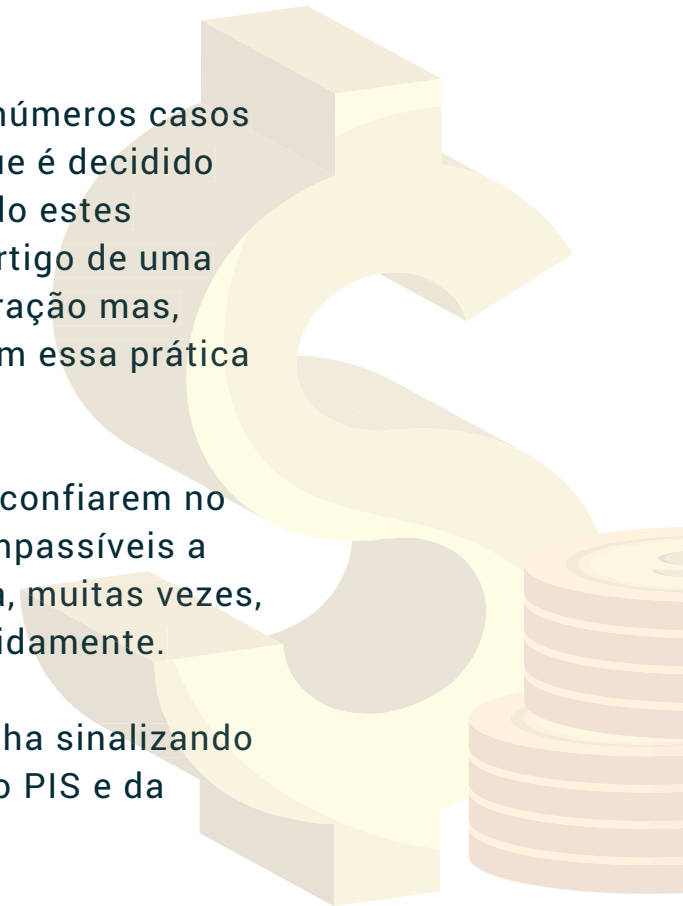 números casos
ue é decidido
do estes
rtigo de uma
ração mas,
m essa prática
confiarem no
mpassíveis a
a, muitas vezes,
idamente.
ha sinalizando
o PIS e da